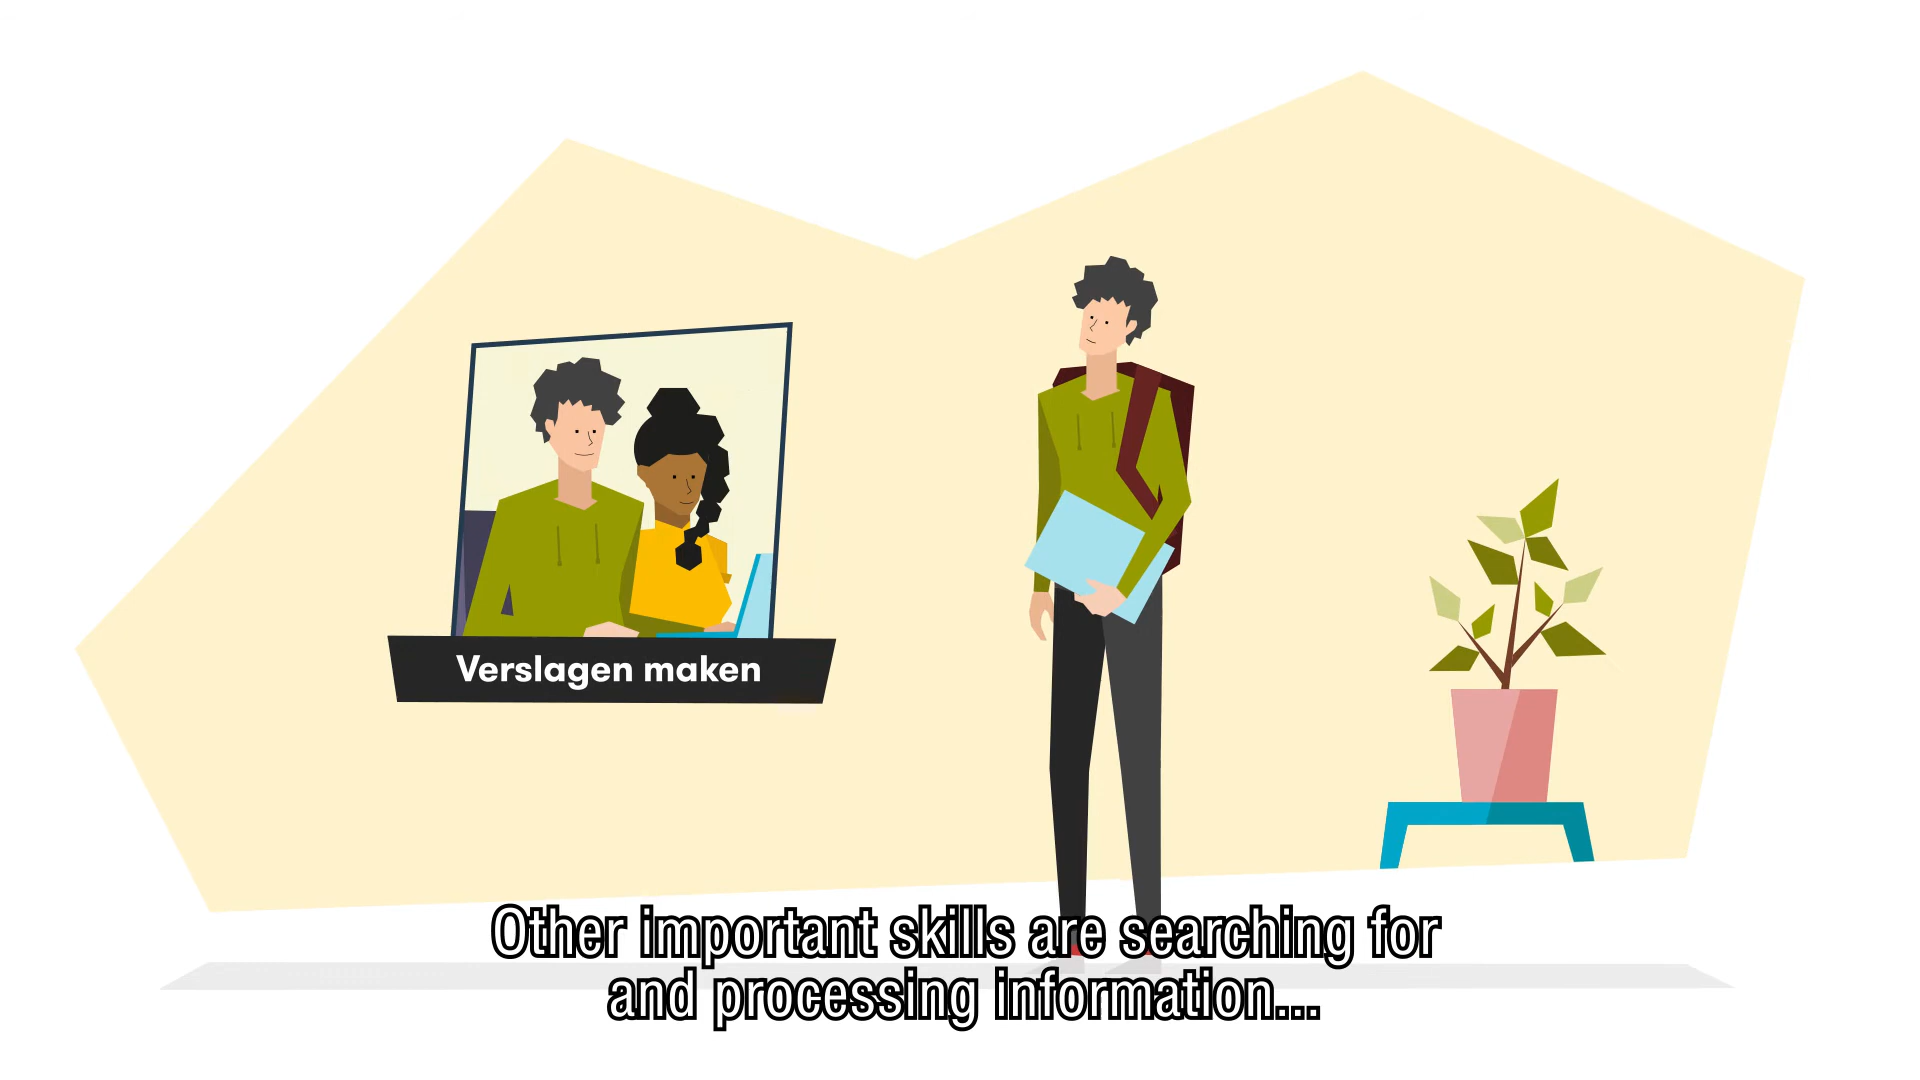 Verslagen maken
Other important skills are searching for
and processing information...